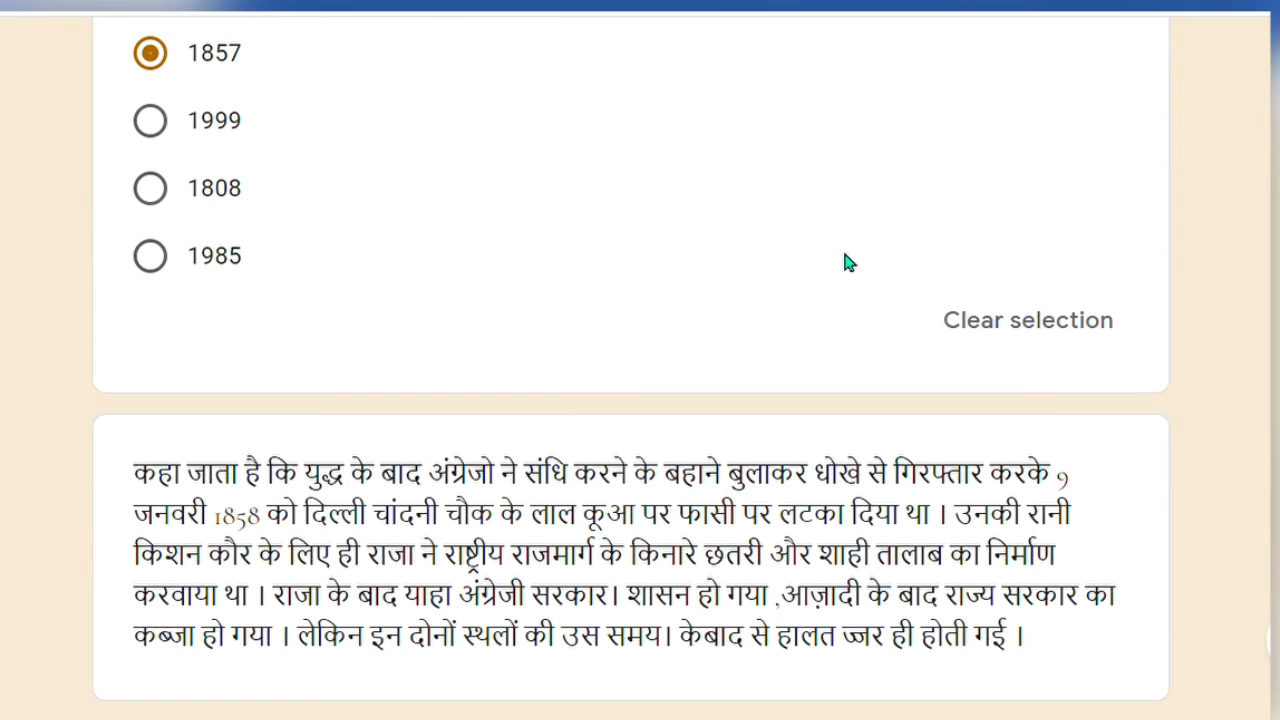 1857
1999
1808
1985
Clear selection
कहा जाता है कि युद्ध के बाद अंग्रेजो ने संधि करने के बहाने बुलाकर धोखे से गिरफ्तार करके 9
जनवरी 1858 को दिल्ली चांदनी चौक के लाल कूआ पर फासी पर लटका दिया था । उनकी रानी
किशन कौर के लिए ही राजा ने राष्ट्रीय राजमार्ग के किनारे छतरी और शाही तालाब का निर्माण
करवाया था । राजा के बाद याहा अंग्रेजी सरकार। शासन हो गया ,आज़ादी के बाद राज्य सरकार का
कब्जा हो गया । लेकिन इन दोनों स्थलों की उस समय। केबाद से हालत ज्जर ही होती गई ।